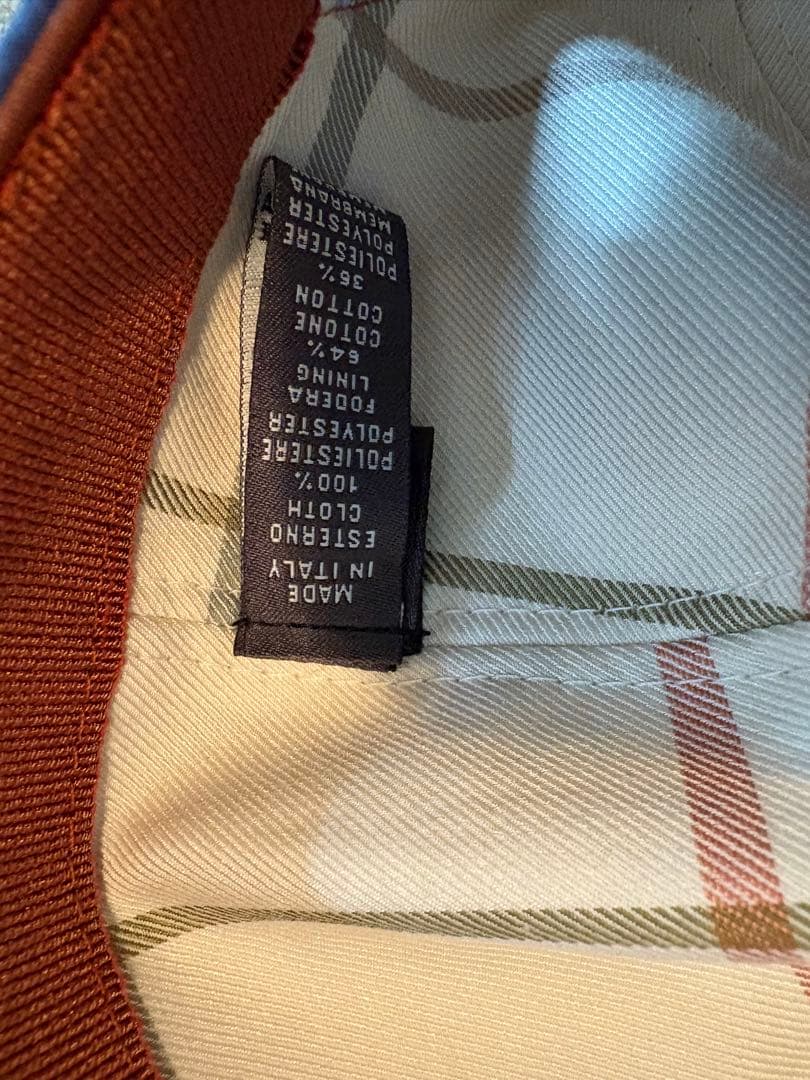 MADE
IN ITALY
ESTERNO
CLOTH
100%
POLIESTERE
POLYESTER
FODERA
LINING
64%
COTONE
COTTON
36%
POLIESTERE
POLYESTER
MEMBRANA